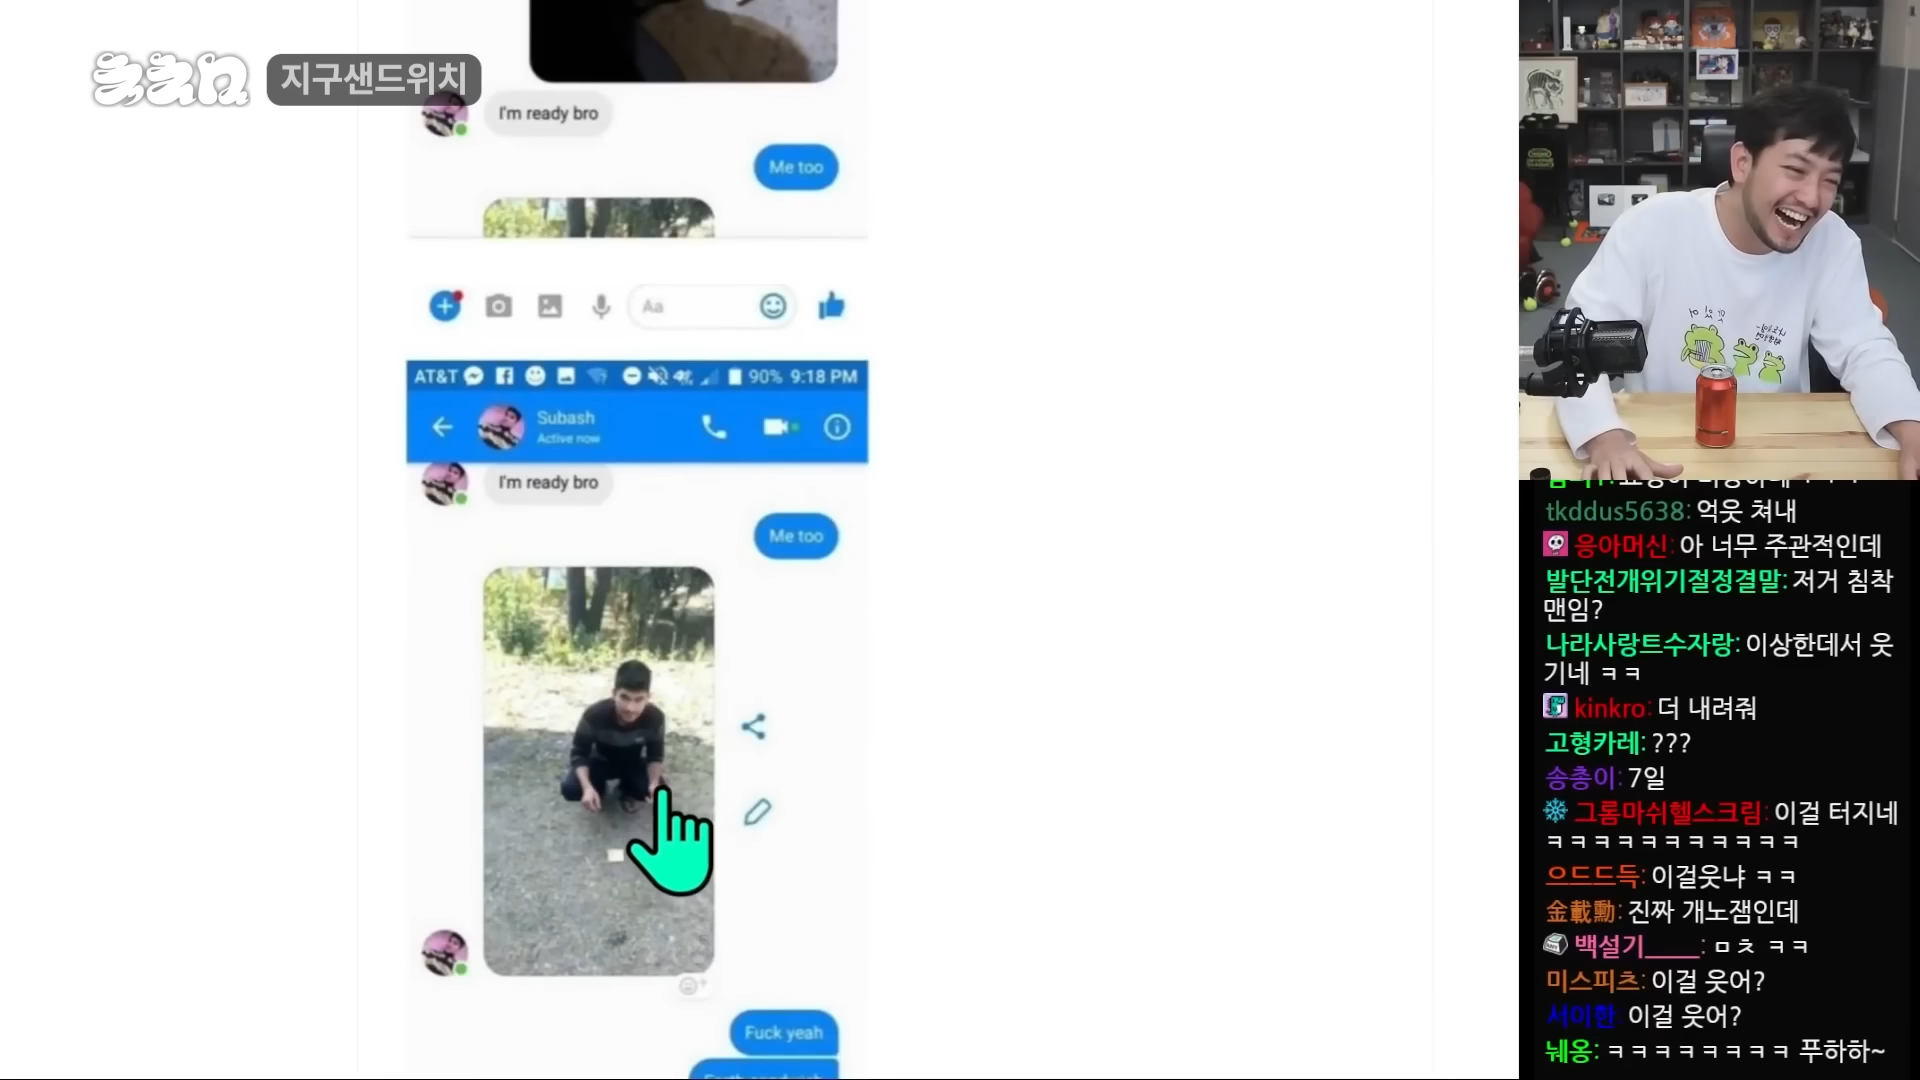 지구샌드위치
I'm ready bro
Me too
Aa
AT&T 90% 9:18 PM
Subash
Active now
I'm ready bro
Me too
Fuck yeah
tkddus5638: 억웃 쳐내
응아머신: 아 너무 주관적인데
발단전개위기절정결말: 저거 침착
맨임?
나라사랑트수자랑: 이상한데서 웃
기네 ㅋㅋ
kinkro: 더 내려줘
고형카레: ???
송총이: 7일
그롬마쉬헬스크림: 이걸 터지네
ㅋㅋㅋㅋㅋㅋㅋㅋㅋㅋㅋ
으드드득: 이걸웃냐 ㅋㅋ
金載勳: 진짜 개노잼인데
백설기____: ㅁㅊ ㅋㅋ
미스피츠: 이걸 웃어?
서이한: 이걸 웃어?
눼옹: ㅋㅋㅋㅋㅋㅋㅋㅋ 푸하하~